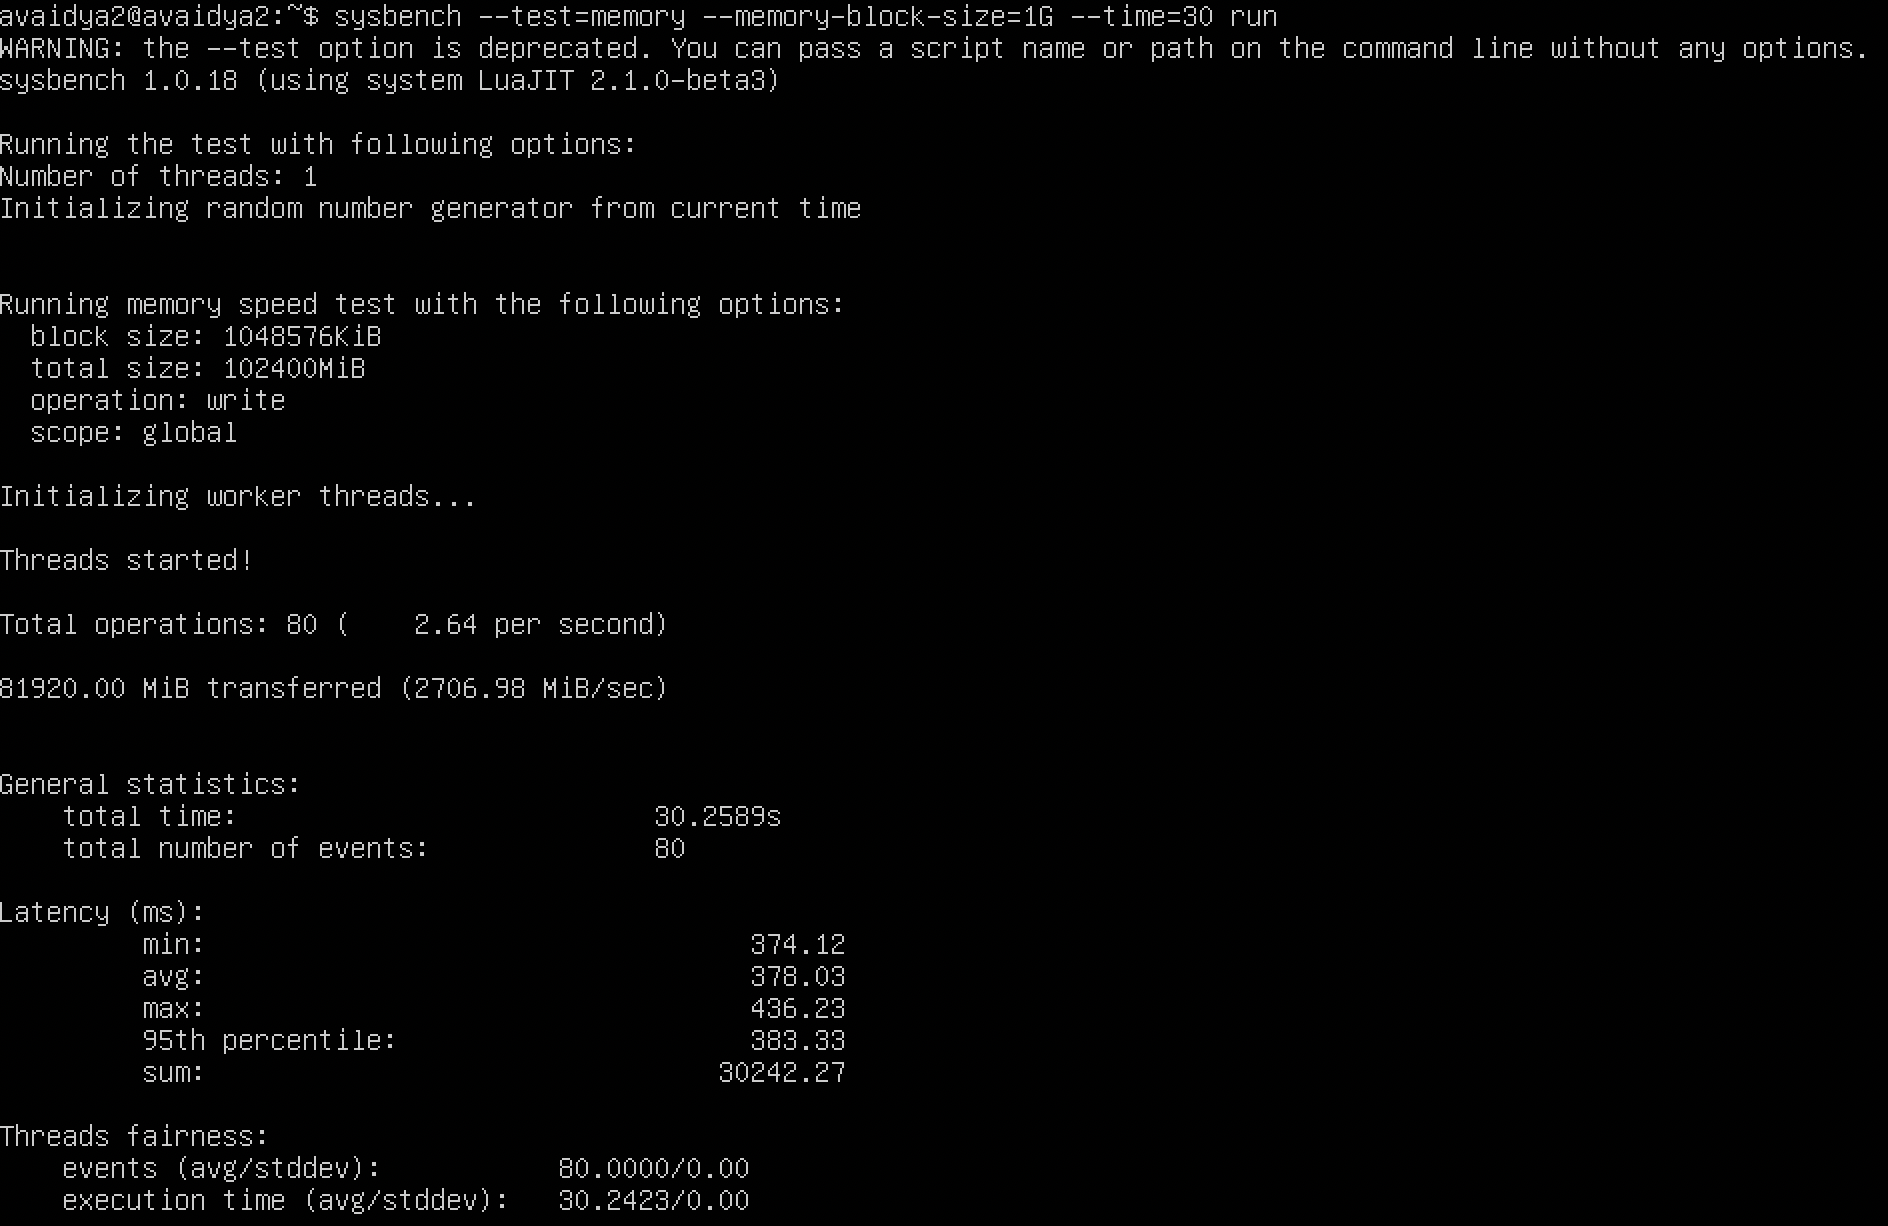 avaidya2@avaidya2:~$ sysbench --test=memory --memory-block-size=1G --time=30 run
WARNING: the --test option is deprecated. You can pass a script name or path on the command line without any options.
sysbench 1.0.18 (using system LuaJIT 2.1.0-beta3)
Running the test with following options:
Number of threads: 1
Initializing random number generator from current time
Running memory speed test with the following options:
block size: 1048576KiB
total size: 102400MiB
operation: write
scope: global
Initializing worker threads...
Threads started!
Total operations: 80 (    2.64 per second)
81920.00 MiB transferred (2706.98 MiB/sec)
General statistics:
total time: 30.2589s
total number of events: 80
Latency (ms):
min: 374.12
avg: 378.03
max: 436.23
95th percentile: 383.33
sum: 30242.27
Threads fairness:
events (avg/stddev): 80.0000/0.00
execution time (avg/stddev): 30.2423/0.00